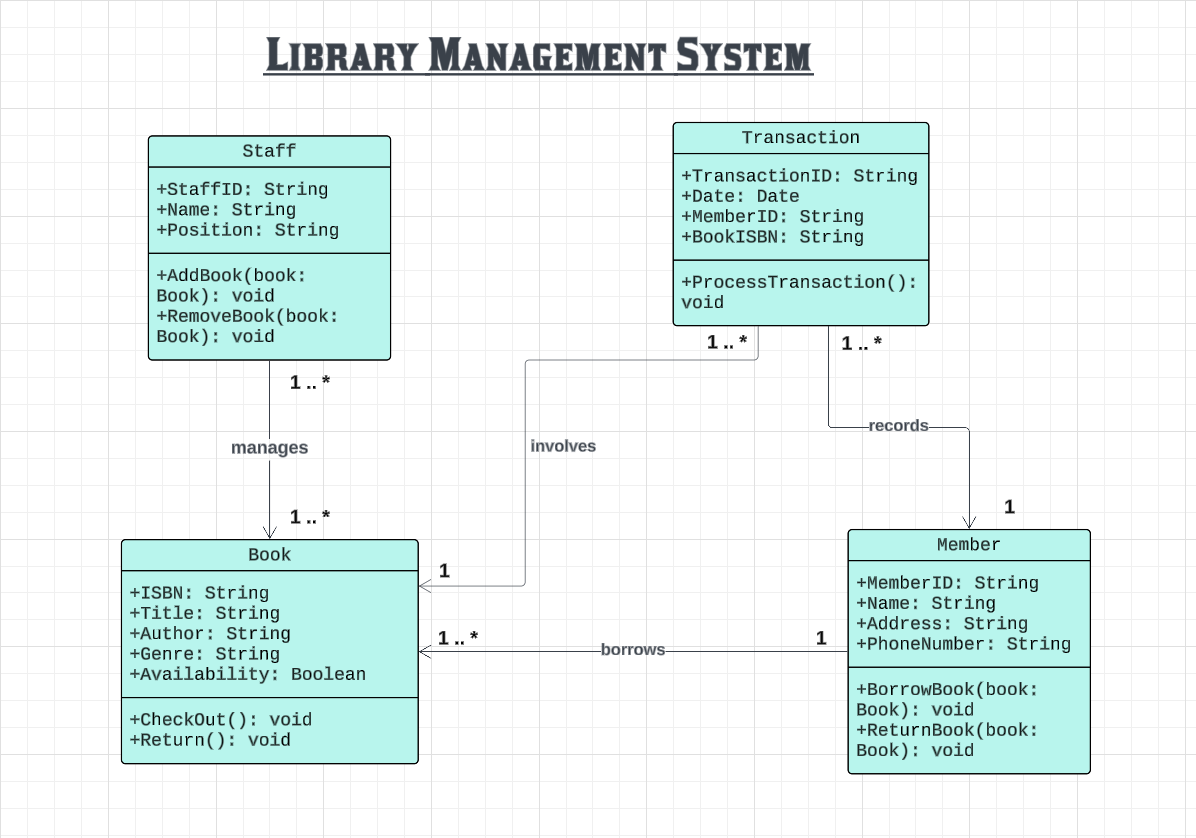 LIBRARY MANAGEMENT SYSTEM
Staff
+StaffID: String
+Name: String
+Position: String
+AddBook(book:
Book): void
+RemoveBook(book:
Book): void
Transaction
+TransactionID: String
+Date: Date
+MemberID: String
+BookISBN: String
+ProcessTransaction():
void
1 .. *
1 .. *
1 .. *
manages
involves
records
1 .. *
1
1
Book
+ISBN: String
+Title: String
+Author: String
+Genre: String
+Availability: Boolean
+CheckOut(): void
+Return(): void
1 .. *
borrows
1
Member
+MemberID: String
+Name: String
+Address: String
+PhoneNumber: String
+BorrowBook(book:
Book): void
+ReturnBook(book:
Book): void